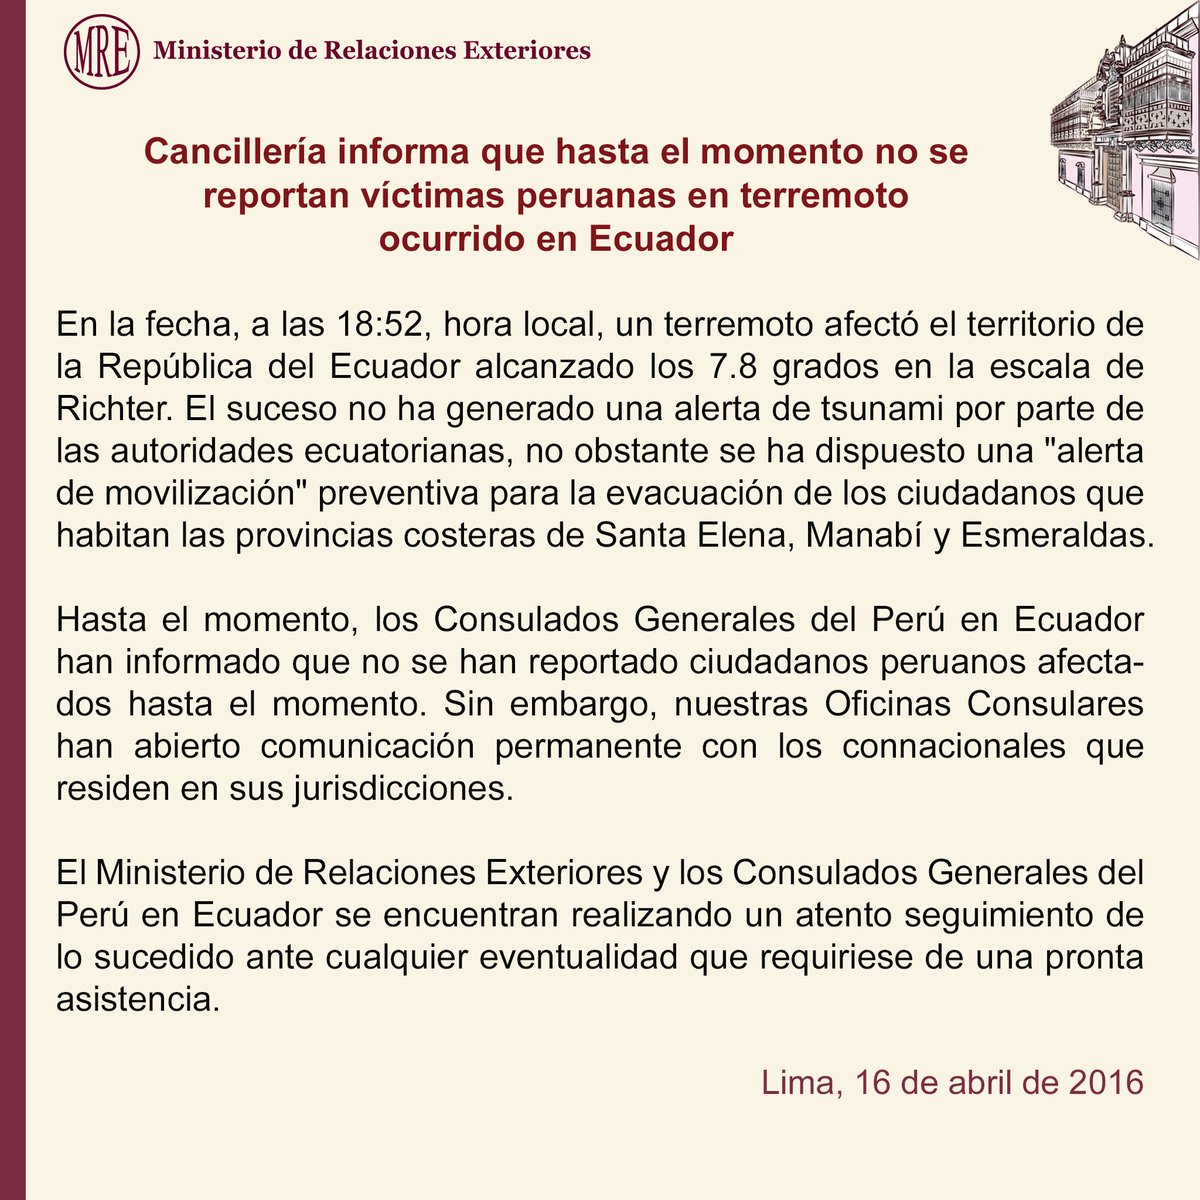 MRE Ministerio de Relaciones Exteriores
Cancillería informa que hasta el momento no se
reportan víctimas peruanas en terremoto
ocurrido en Ecuador
En la fecha, a las 18:52, hora local, un terremoto afectó el territorio de
la República del Ecuador alcanzado los 7.8 grados en la escala de
Richter. El suceso no ha generado una alerta de tsunami por parte de
las autoridades ecuatorianas, no obstante se ha dispuesto una "alerta
de movilización" preventiva para la evacuación de los ciudadanos que
habitan las provincias costeras de Santa Elena, Manabí y Esmeraldas.
Hasta el momento, los Consulados Generales del Perú en Ecuador
han informado que no se han reportado ciudadanos peruanos afecta-
dos hasta el momento. Sin embargo, nuestras Oficinas Consulares
han abierto comunicación permanente con los connacionales que
residen en sus jurisdicciones.
El Ministerio de Relaciones Exteriores y los Consulados Generales del
Perú en Ecuador se encuentran realizando un atento seguimiento de
lo sucedido ante cualquier eventualidad que requiriese de una pronta
asistencia.
Lima, 16 de abril de 2016